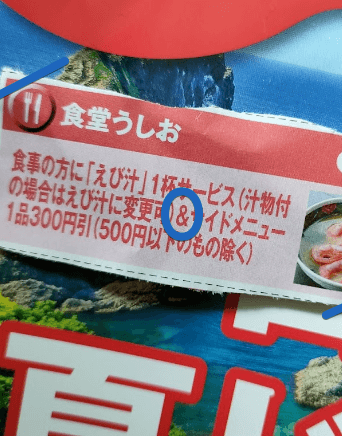 食堂うしお
食事の方に「えび汁」1杯サービス(汁物付
の場合はえび汁に変更可)&サイドメニュー
1品300円引(500円以下のもの除く)